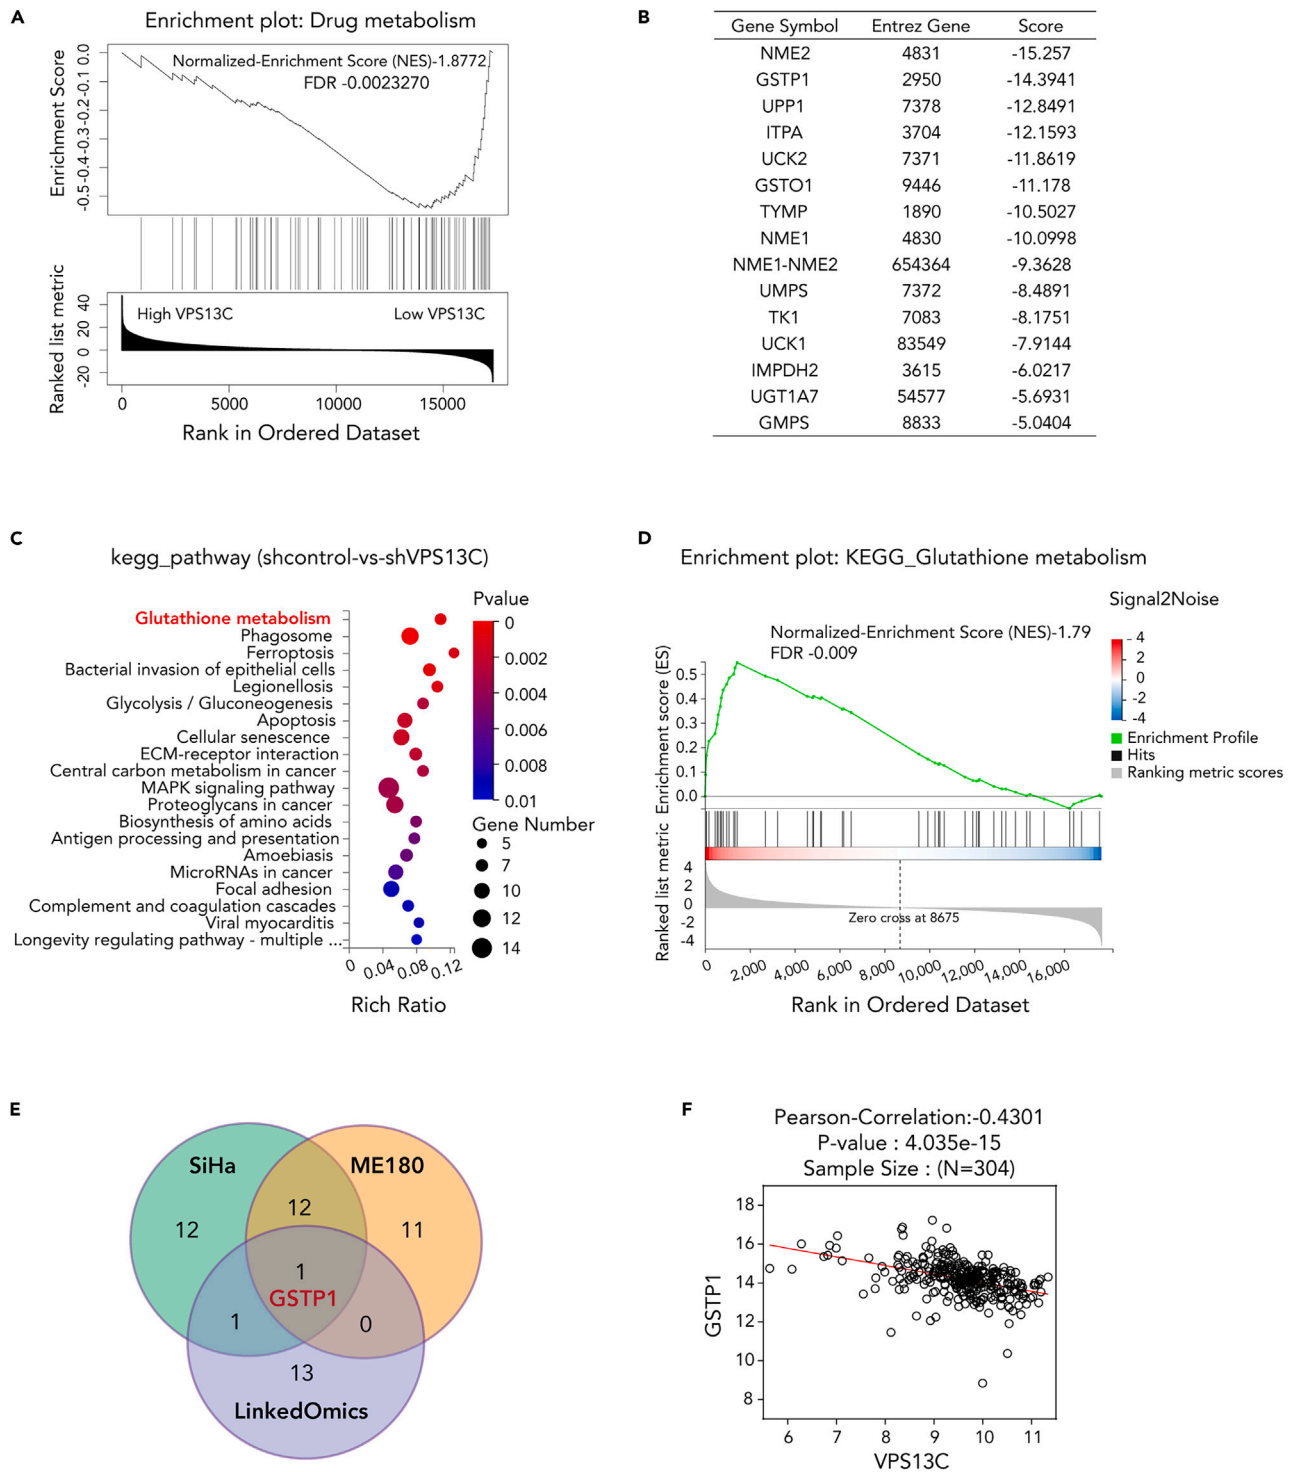 A
Enrichment plot: Drug metabolism
Normalized-Enrichment Score (NES)-1.8772
FDR -0.0023270
Enrichment Score
0.0
-0.1
-0.2
-0.3
-0.4
-0.5
Ranked list metric
40
20
0
-20
High VPS13C
Low VPS13C
0 5000 10000 15000
Rank in Ordered Dataset
B
Gene Symbol Entrez Gene Score
NME2 4831 -15.257
GSTP1 2950 -14.3941
UPP1 7378 -12.8491
ITPA 3704 -12.1593
UCK2 7371 -11.8619
GSTO1 9446 -11.178
TYMP 1890 -10.5027
NME1 4830 -10.0998
NME1-NME2 654364 -9.3628
UMPS 7372 -8.4891
TK1 7083 -8.1751
UCK1 83549 -7.9144
IMPDH2 3615 -6.0217
UGT1A7 54577 -5.6931
GMPS 8833 -5.0404
C
kegg_pathway (shcontrol-vs-shVPS13C)
Glutathione metabolism
Phagosome
Ferroptosis
Bacterial invasion of epithelial cells
Legionellosis
Glycolysis / Gluconeogenesis
Apoptosis
Cellular senescence
ECM-receptor interaction
Central carbon metabolism in cancer
MAPK signaling pathway
Proteoglycans in cancer
Biosynthesis of amino acids
Antigen processing and presentation
Amoebiasis
MicroRNAs in cancer
Focal adhesion
Complement and coagulation cascades
Viral myocarditis
Longevity regulating pathway - multiple ...
0 0.04 0.08 0.12
Rich Ratio
Pvalue
0
0.002
0.004
0.006
0.008
0.01
Gene Number
5
7
10
12
14
D
Enrichment plot: KEGG_Glutathione metabolism
Normalized-Enrichment Score (NES)-1.79
FDR -0.009
Enrichment score (ES)
0.5
0.4
0.3
0.2
0.1
0.0
Ranked list metric
4
2
0
-2
-4
Zero cross at 8675
0 2,000 4,000 6,000 8,000 10,000 12,000 14,000 16,000
Rank in Ordered Dataset
Signal2Noise
4
2
0
-2
-4
Enrichment Profile
Hits
Ranking metric scores
E
SiHa
ME180
12
12
11
1
GSTP1
1
0
13
LinkedOmics
F
Pearson-Correlation:-0.4301
P-value : 4.035e-15
Sample Size : (N=304)
GSTP1
18
16
14
12
10
8
6 7 8 9 10 11
VPS13C